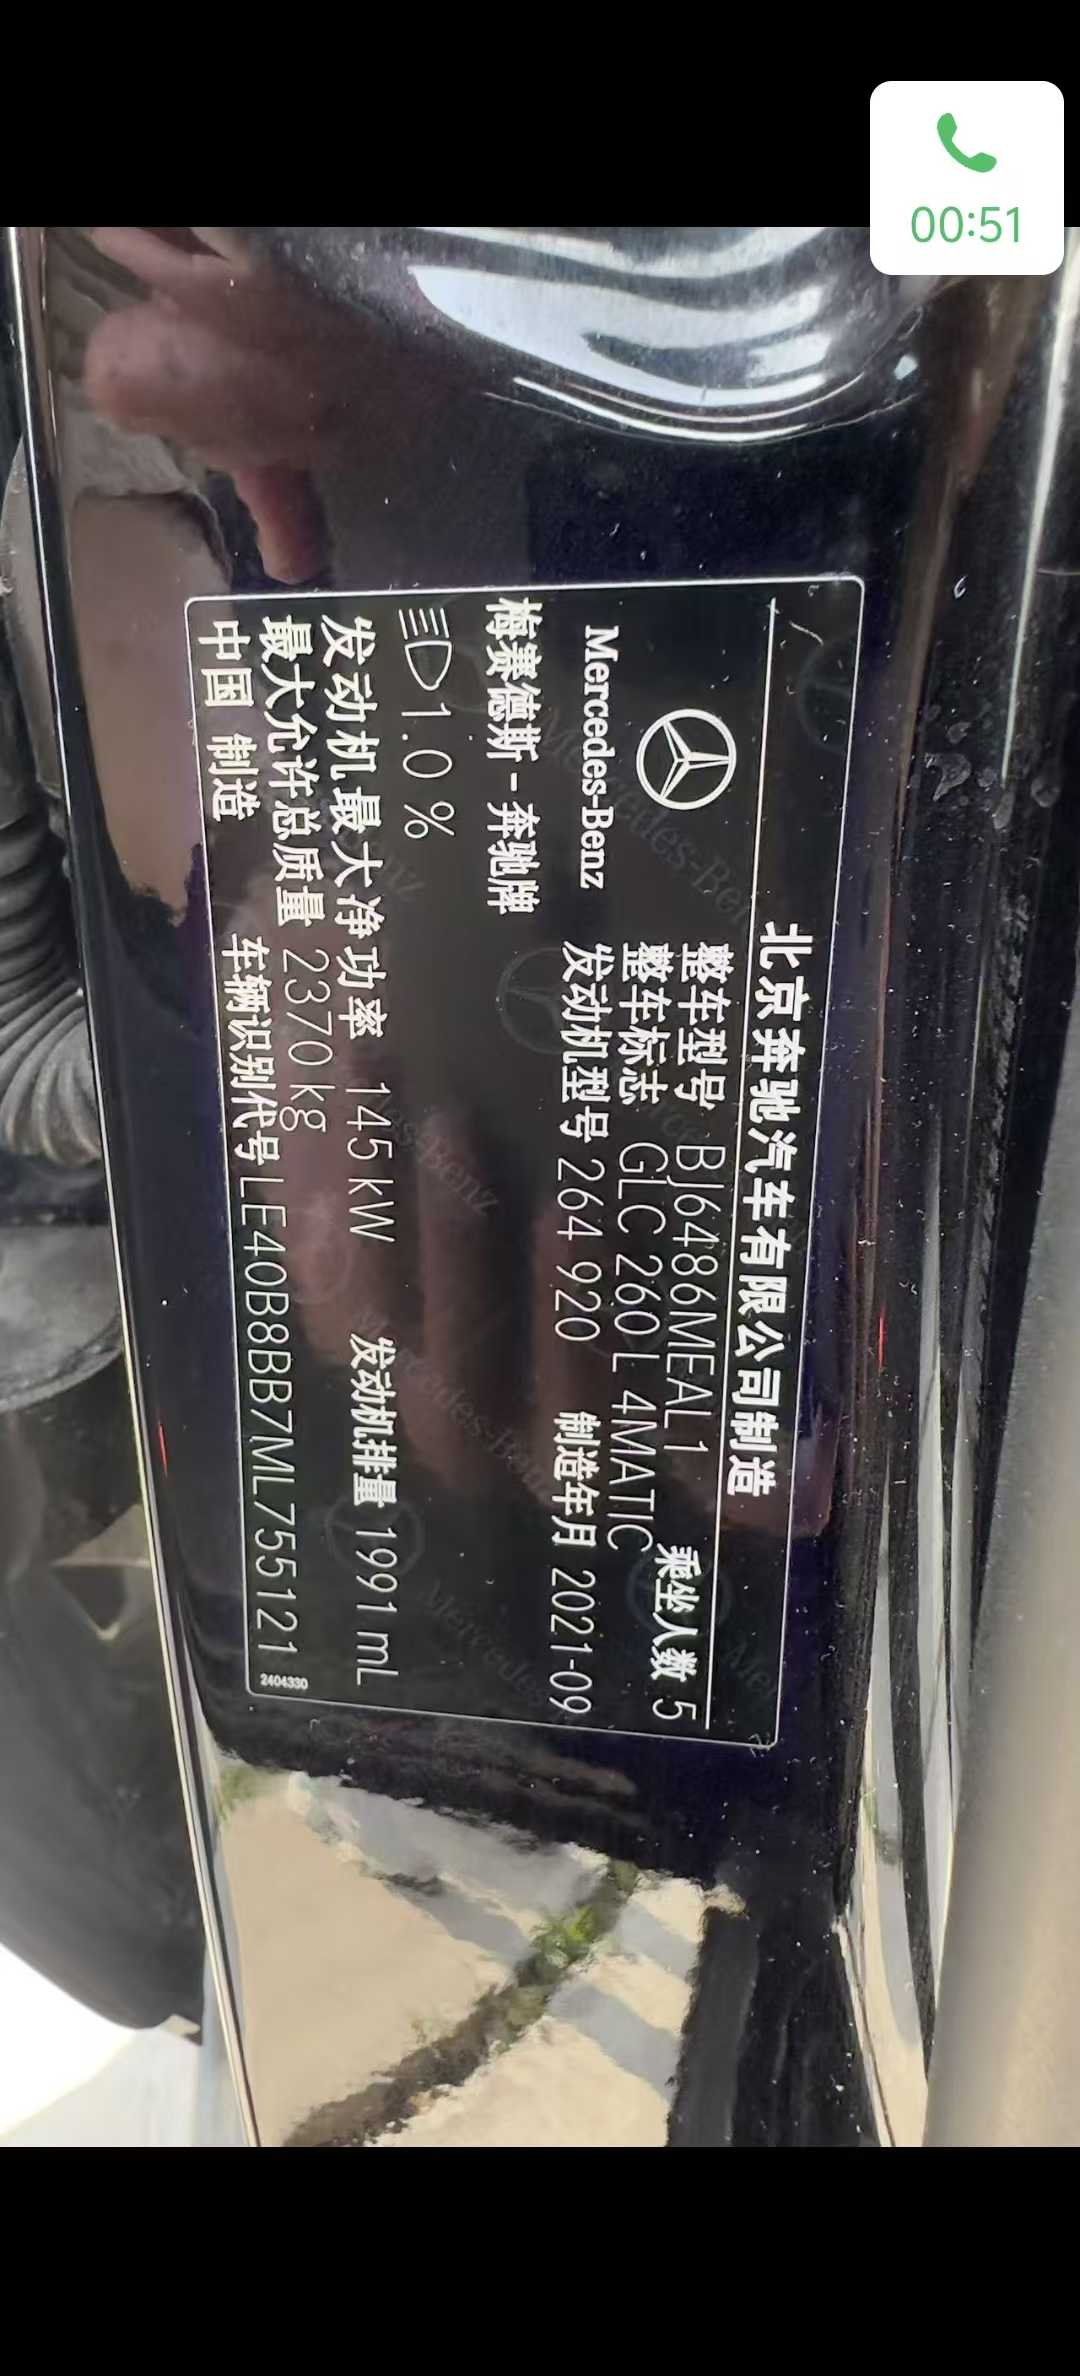 00:51
北京奔驰汽车有限公司制造
Mercedes-Benz
整车型号 BJ6486MEAL1 乘坐人数 5
整车标志 GLC 260 L 4MATIC
发动机型号 264 920 制造年月 2021-09
梅赛德斯-奔驰牌
1.0 %
发动机最大净功率 145 kW 发动机排量 1991 mL
最大允许总质量 2370 kg
中国 制造 车辆识别代号 LE40B8BB7ML755121
2404330